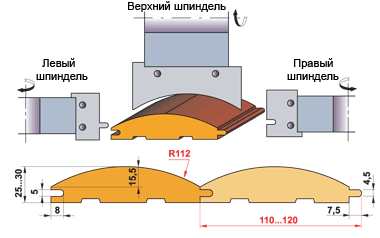 Верхний шпиндель
Левый
шпиндель
Правый
шпиндель
R112
25...30
5
15,5
4,5
8
110...120
7,5